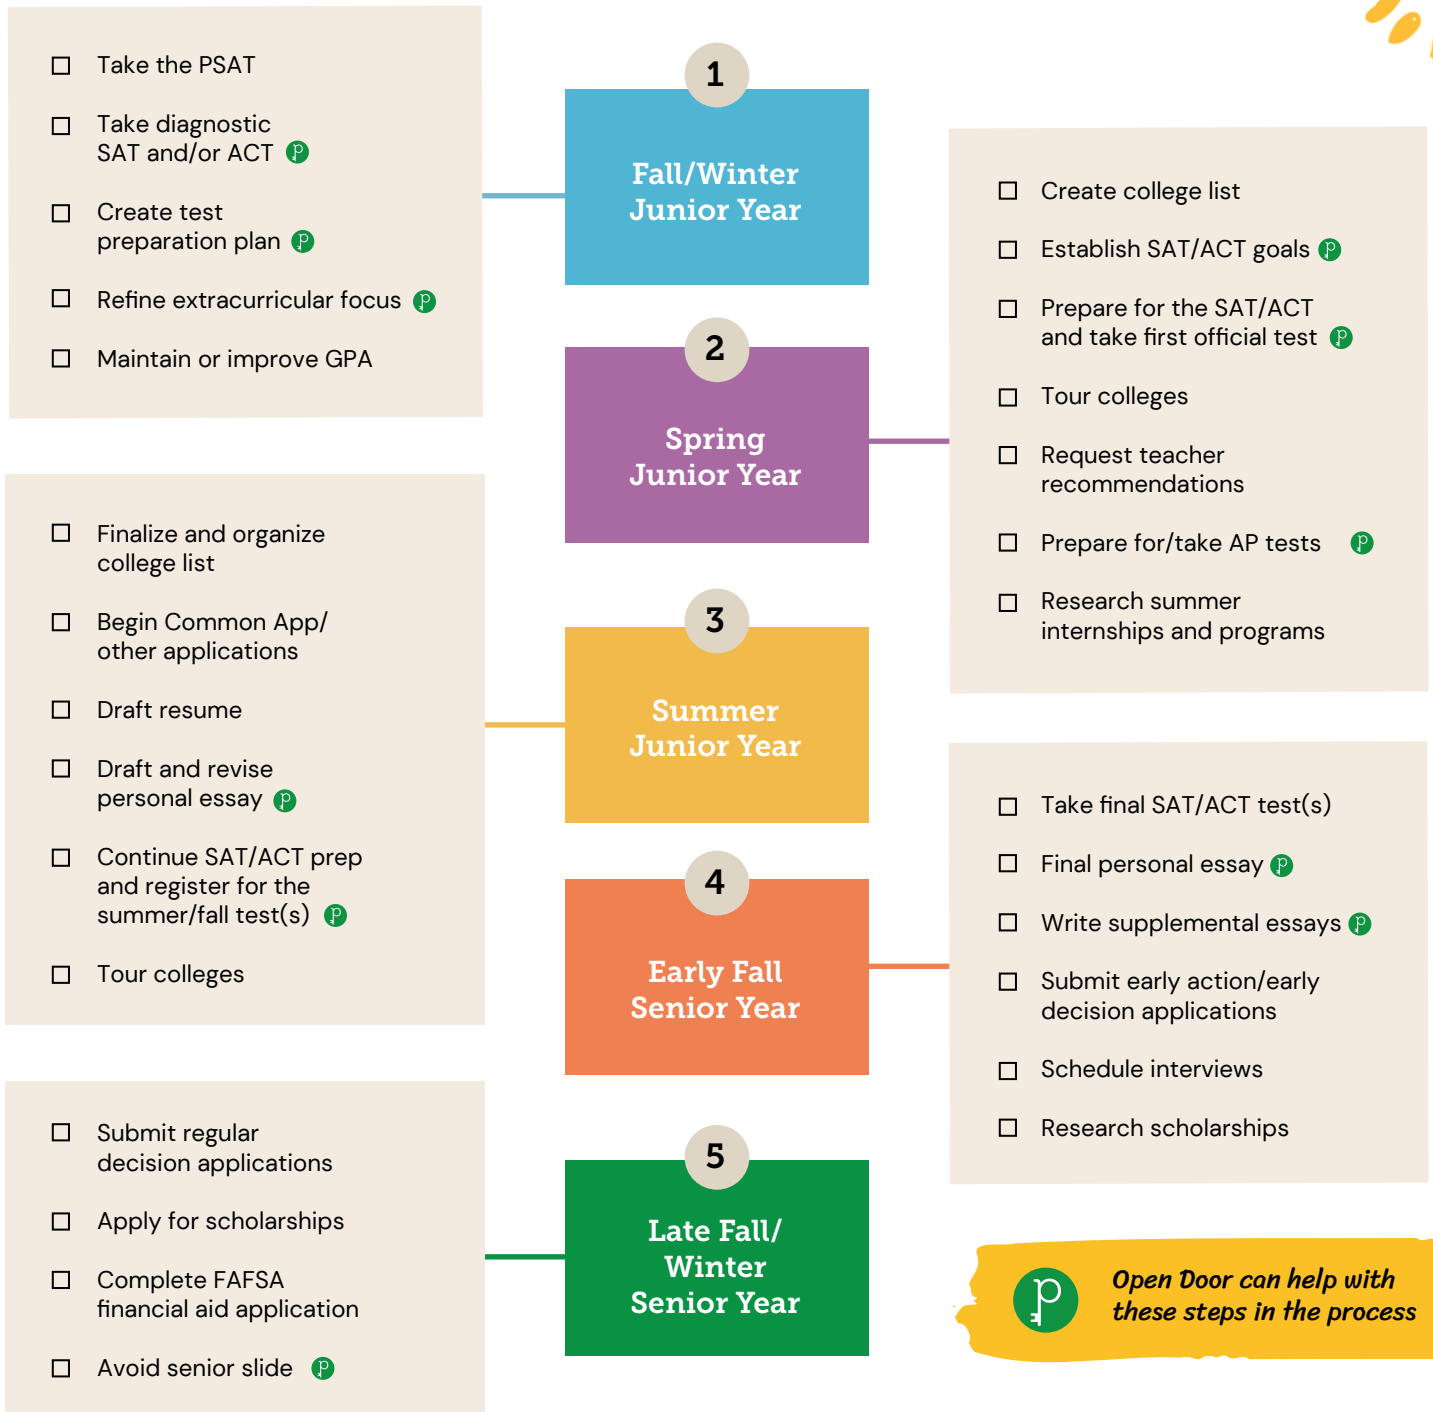 1
Fall/Winter
Junior Year
Take the PSAT
Take diagnostic
SAT and/or ACT
Create test
preparation plan
Refine extracurricular focus
Maintain or improve GPA
2
Spring
Junior Year
Create college list
Establish SAT/ACT goals
Prepare for the SAT/ACT
and take first official test
Tour colleges
Request teacher
recommendations
Prepare for/take AP tests
Research summer
internships and programs
3
Summer
Junior Year
Finalize and organize
college list
Begin Common App/
other applications
Draft resume
Draft and revise
personal essay
Continue SAT/ACT prep
and register for the
summer/fall test(s)
Tour colleges
4
Early Fall
Senior Year
Take final SAT/ACT test(s)
Final personal essay
Write supplemental essays
Submit early action/early
decision applications
Schedule interviews
Research scholarships
5
Late Fall/
Winter
Senior Year
Submit regular
decision applications
Apply for scholarships
Complete FAFSA
financial aid application
Avoid senior slide
Open Door can help with
these steps in the process